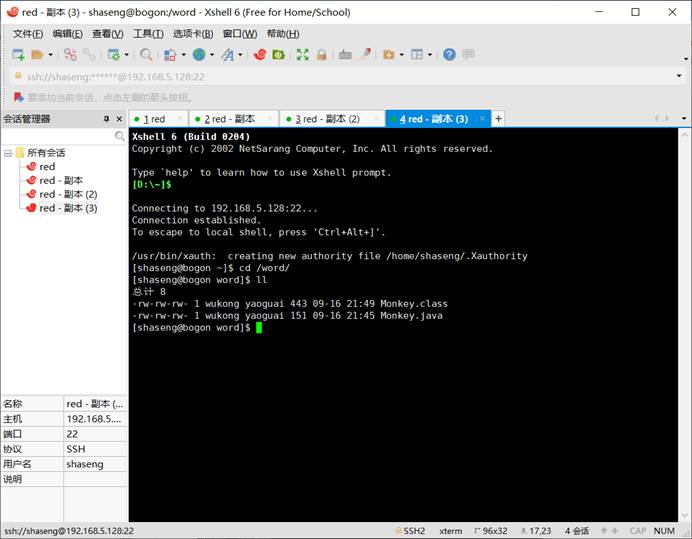 red - 副本 (3) - shaseng@bogon:/word - Xshell 6 (Free for Home/School)
文件(F) 编辑(E) 查看(V) 工具(T) 选项卡(B) 窗口(W) 帮助(H)
ssh://shaseng:******@192.168.5.128:22
要添加当前会话，点击左侧的箭头按钮。
会话管理器
1 red
2 red - 副本
3 red - 副本 (2)
4 red - 副本 (3)
所有会话
red
red - 副本
red - 副本 (2)
red - 副本 (3)
Xshell 6 (Build 0204)
Copyright (c) 2002 NetSarang Computer, Inc. All rights reserved.
Type `help' to learn how to use Xshell prompt.
[D:\~]$
Connecting to 192.168.5.128:22...
Connection established.
To escape to local shell, press 'Ctrl+Alt+]'.
/usr/bin/xauth:  creating new authority file /home/shaseng/.Xauthority
[shaseng@bogon ~]$ cd /word/
[shaseng@bogon word]$ ll
总计 8
-rw-rw-rw- 1 wukong yaoguai 443 09-16 21:49 Monkey.class
-rw-rw-rw- 1 wukong yaoguai 151 09-16 21:45 Monkey.java
[shaseng@bogon word]$
名称 red - 副本 (...
主机 192.168.5....
端口 22
协议 SSH
用户名 shaseng
说明
ssh://shaseng@192.168.5.128:22 SSH2 xterm 96x32 17,23 4 会话 CAP NUM